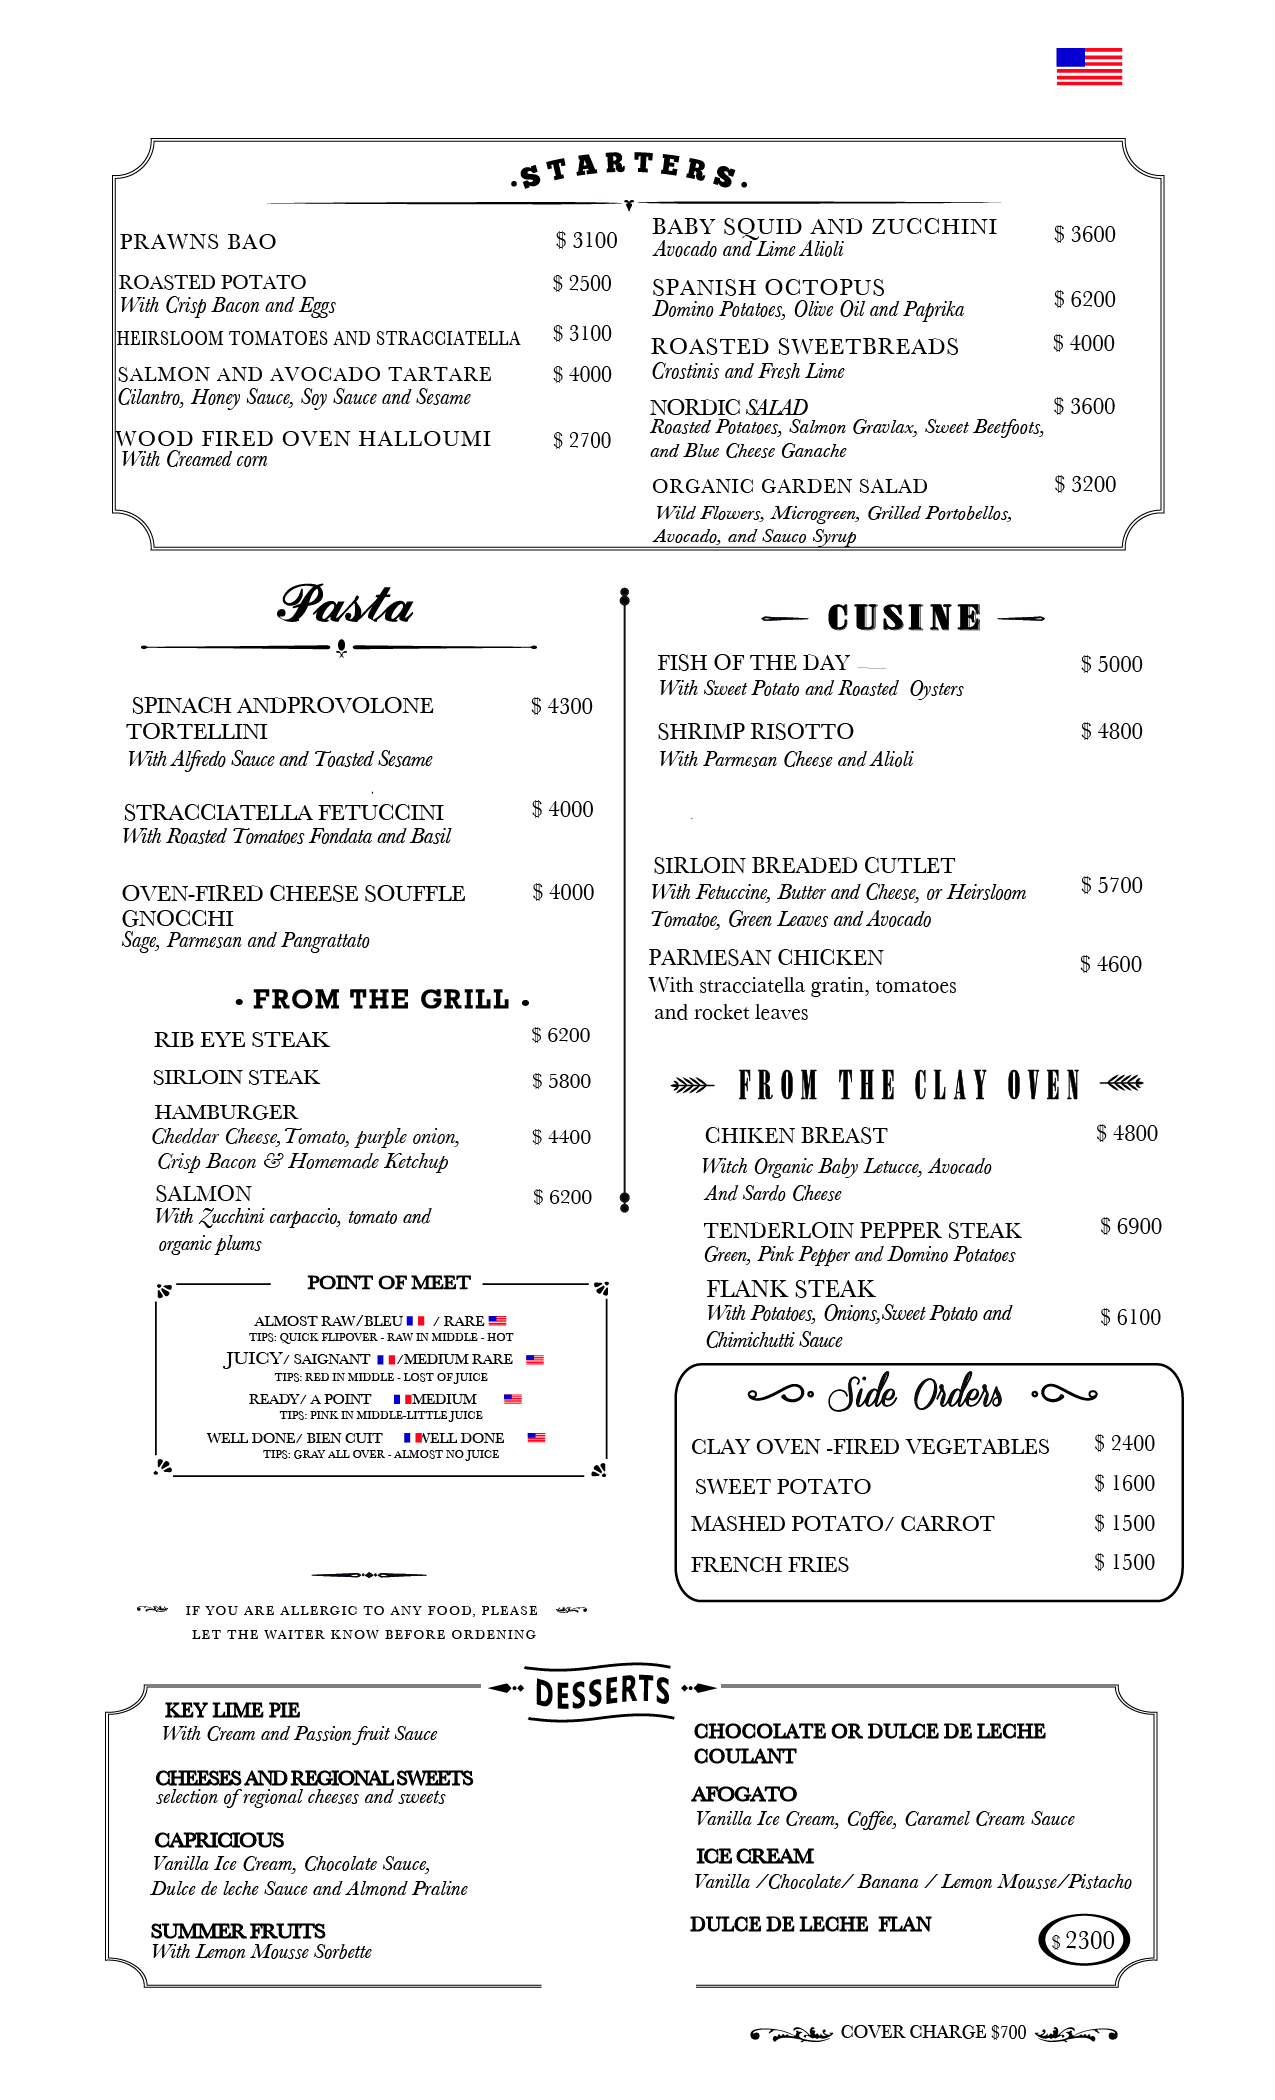 .STARTERS.
PRAWNS BAO $ 3100
ROASTED POTATO $ 2500
With Crisp Bacon and Eggs
HEIRSLOOM TOMATOES AND STRACCIATELLA $ 3100
SALMON AND AVOCADO TARTARE $ 4000
Cilantro, Honey Sauce, Soy Sauce and Sesame
WOOD FIRED OVEN HALLOUMI $ 2700
With Creamed corn
BABY SQUID AND ZUCCHINI $ 3600
Avocado and Lime Alioli
SPANISH OCTOPUS $ 6200
Domino Potatoes, Olive Oil and Paprika
ROASTED SWEETBREADS $ 4000
Crostinis and Fresh Lime
NORDIC SALAD $ 3600
Roasted Potatoes, Salmon Gravlax, Sweet Beetfoots,
and Blue Cheese Ganache
ORGANIC GARDEN SALAD $ 3200
Wild Flowers, Microgreen, Grilled Portobellos,
Avocado, and Sauco Syrup
Pasta
SPINACH ANDPROVOLONE $ 4300
TORTELLINI
With Alfredo Sauce and Toasted Sesame
STRACCIATELLA FETUCCINI $ 4000
With Roasted Tomatoes Fondata and Basil
OVEN-FIRED CHEESE SOUFFLE $ 4000
GNOCCHI
Sage, Parmesan and Pangrattato
• FROM THE GRILL •
RIB EYE STEAK $ 6200
SIRLOIN STEAK $ 5800
HAMBURGER
Cheddar Cheese,Tomato, purple onion, $ 4400
Crisp Bacon & Homemade Ketchup
SALMON $ 6200
With Zucchini carpaccio, tomato and
organic plums
POINT OF MEET
ALMOST RAW/BLEU / RARE
TIPS: QUICK FLIPOVER - RAW IN MIDDLE - HOT
JUICY/ SAIGNANT /MEDIUM RARE
TIPS: RED IN MIDDLE - LOST OF JUICE
READY/ A POINT MEDIUM
TIPS: PINK IN MIDDLE-LITTLE JUICE
WELL DONE/ BIEN CUIT WELL DONE
TIPS: GRAY ALL OVER - ALMOST NO JUICE
IF YOU ARE ALLERGIC TO ANY FOOD, PLEASE
LET THE WAITER KNOW BEFORE ORDENING
CUSINE
FISH OF THE DAY $ 5000
With Sweet Potato and Roasted Oysters
SHRIMP RISOTTO $ 4800
With Parmesan Cheese and Alioli
SIRLOIN BREADED CUTLET
With Fetuccine, Butter and Cheese, or Heirsloom $ 5700
Tomatoe, Green Leaves and Avocado
PARMESAN CHICKEN $ 4600
With stracciatella gratin, tomatoes
and rocket leaves
FROM THE CLAY OVEN
CHIKEN BREAST $ 4800
Witch Organic Baby Letucce, Avocado
And Sardo Cheese
TENDERLOIN PEPPER STEAK $ 6900
Green, Pink Pepper and Domino Potatoes
FLANK STEAK
With Potatoes, Onions,Sweet Potato and $ 6100
Chimichutti Sauce
Side Orders
CLAY OVEN -FIRED VEGETABLES $ 2400
SWEET POTATO $ 1600
MASHED POTATO/ CARROT $ 1500
FRENCH FRIES $ 1500
DESSERTS
KEY LIME PIE
With Cream and Passion fruit Sauce
CHEESES AND REGIONAL SWEETS
selection of regional cheeses and sweets
CAPRICIOUS
Vanilla Ice Cream, Chocolate Sauce,
Dulce de leche Sauce and Almond Praline
SUMMER FRUITS
With Lemon Mousse Sorbette
CHOCOLATE OR DULCE DE LECHE
COULANT
AFOGATO
Vanilla Ice Cream, Coffee, Caramel Cream Sauce
ICE CREAM
Vanilla /Chocolate/ Banana / Lemon Mousse/Pistacho
DULCE DE LECHE FLAN
$ 2300
COVER CHARGE $700